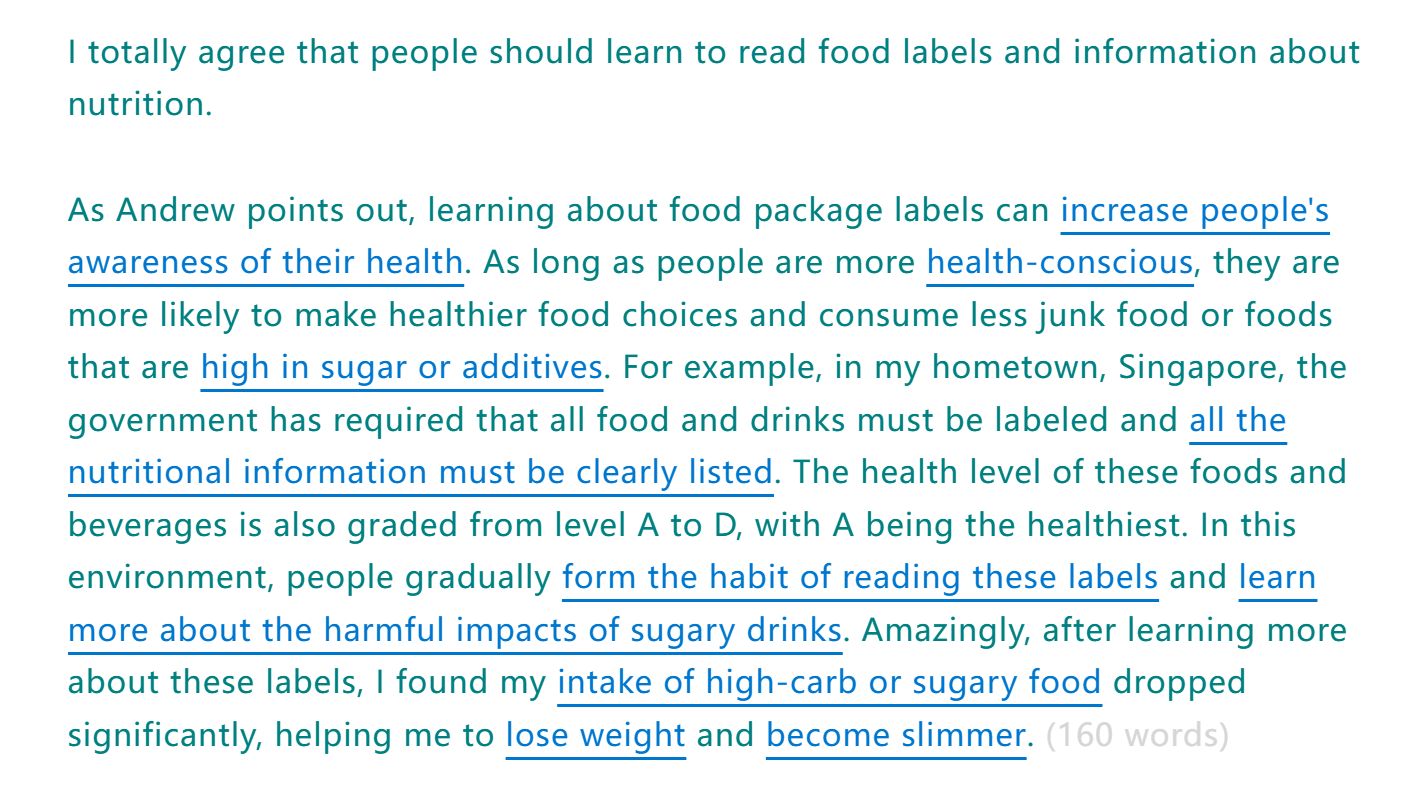 I totally agree that people should learn to read food labels and information about
nutrition.
As Andrew points out, learning about food package labels can increase people's
awareness of their health. As long as people are more health-conscious, they are
more likely to make healthier food choices and consume less junk food or foods
that are high in sugar or additives. For example, in my hometown, Singapore, the
government has required that all food and drinks must be labeled and all the
nutritional information must be clearly listed. The health level of these foods and
beverages is also graded from level A to D, with A being the healthiest. In this
environment, people gradually form the habit of reading these labels and learn
more about the harmful impacts of sugary drinks. Amazingly, after learning more
about these labels, I found my intake of high-carb or sugary food dropped
significantly, helping me to lose weight and become slimmer. (160 words)